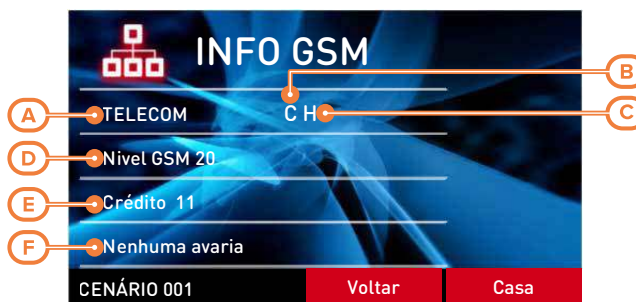 INFO GSM
B
A TELECOM C H C
D Nivel GSM 20
E Crédito 11
F Nenhuma avaria
CENÁRIO 001 Voltar Casa